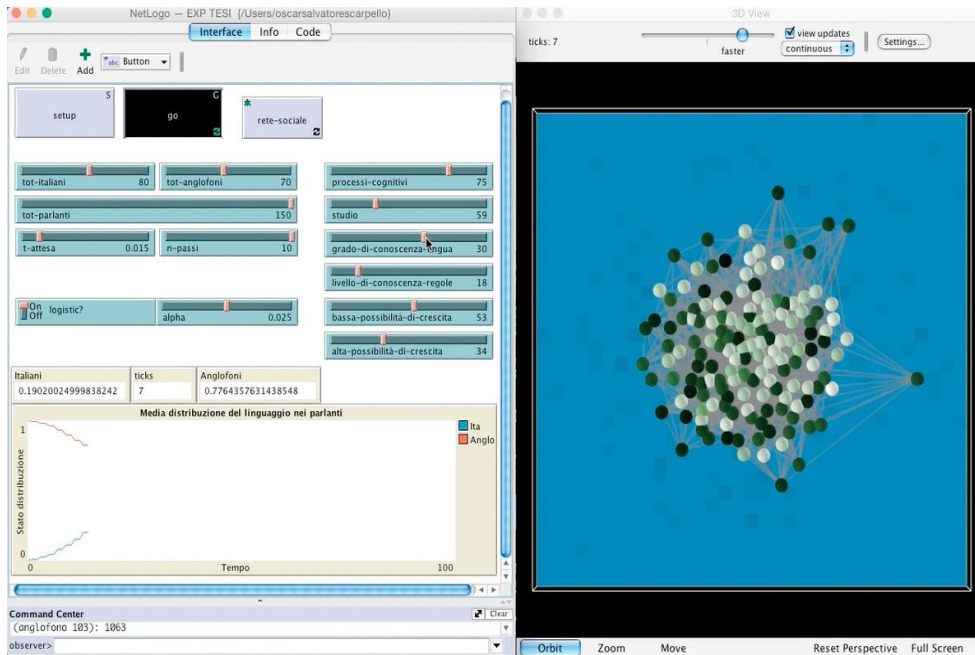 NetLogo — EXP TESI {/Users/oscarsalvatorescarpello}
Interface Info Code
Edit Delete Add abc Button
setup S
go G
rete-sociale
tot-italiani 80
tot-anglofoni 70
processi-cognitivi 75
tot-parlanti 150
studio 59
t-attesa 0.015
n-passi 10
grado-di-conoscenza-lingua 30
livello-di-conoscenza-regole 18
On
Off
logistic?
alpha 0.025
bassa-possibilità-di-crescita 53
alta-possibilità-di-crescita 34
Italiani
0.19020024999838242
ticks
7
Anglofoni
0.7764357631438548
Media distribuzione del linguaggio nei parlanti
Stato distribuzione
1
0
0
Tempo
100
Ita
Anglo
Command Center
Clear
(anglofono 103): 1063
observer>
3D View
ticks: 7
faster
view updates
continuous
Settings...
Orbit Zoom Move Reset Perspective Full Screen